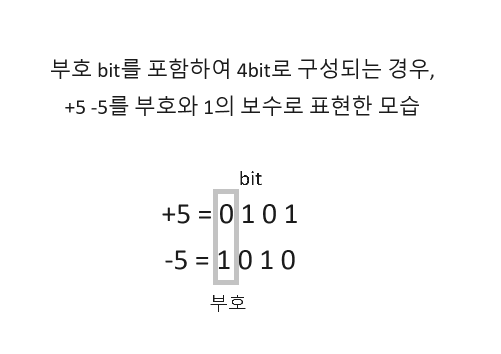 부호 bit를 포함하여 4bit로 구성되는 경우,
+5 -5를 부호와 1의 보수로 표현한 모습
bit
+5 = 0 1 0 1
-5 = 1 0 1 0
부호